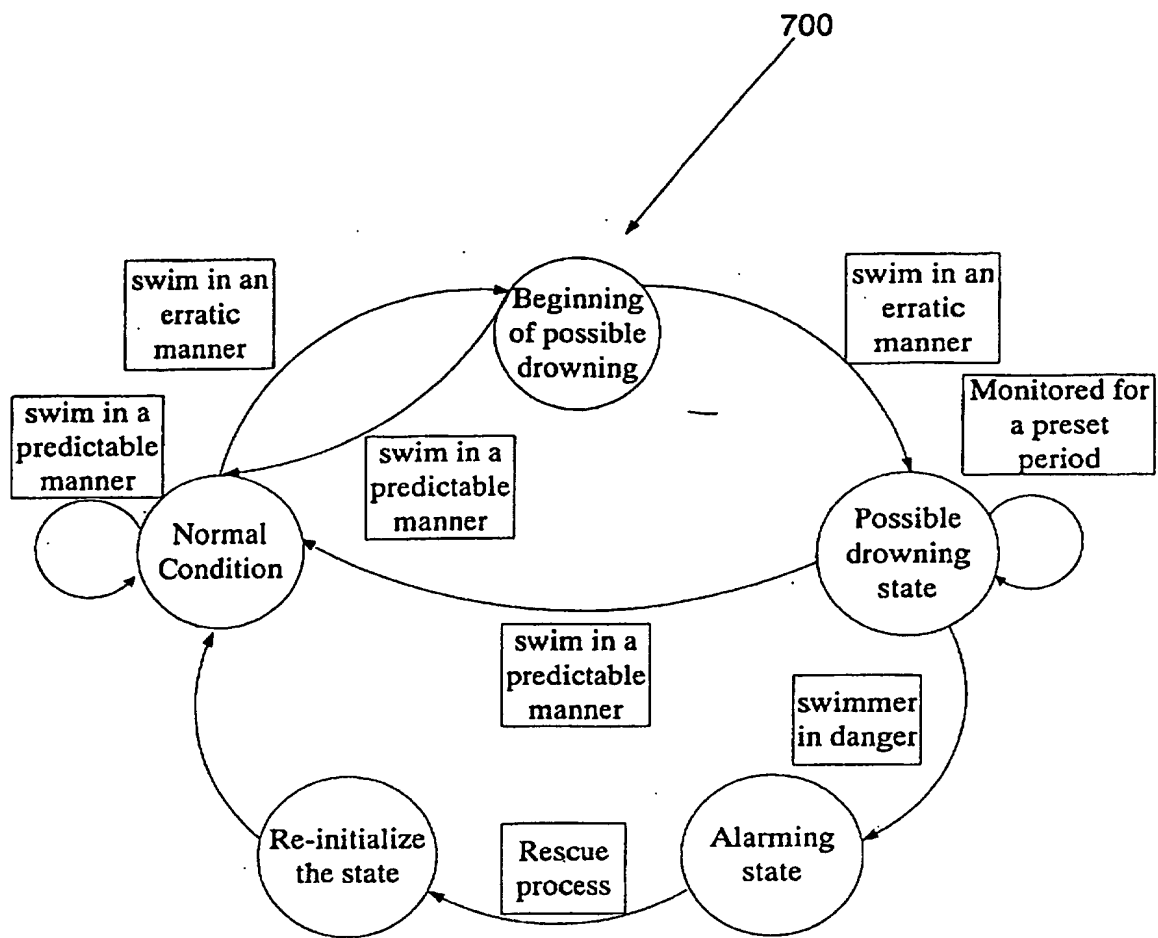 700
swim in an
erratic
manner
Beginning
of possible
drowning
swim in an
erratic
manner
Monitored for
a preset
period
swim in a
predictable
manner
swim in a
predictable
manner
Normal
Condition
Possible
drowning
state
swim in a
predictable
manner
swimmer
in danger
Re-initialize
the state
Rescue
process
Alarming
state